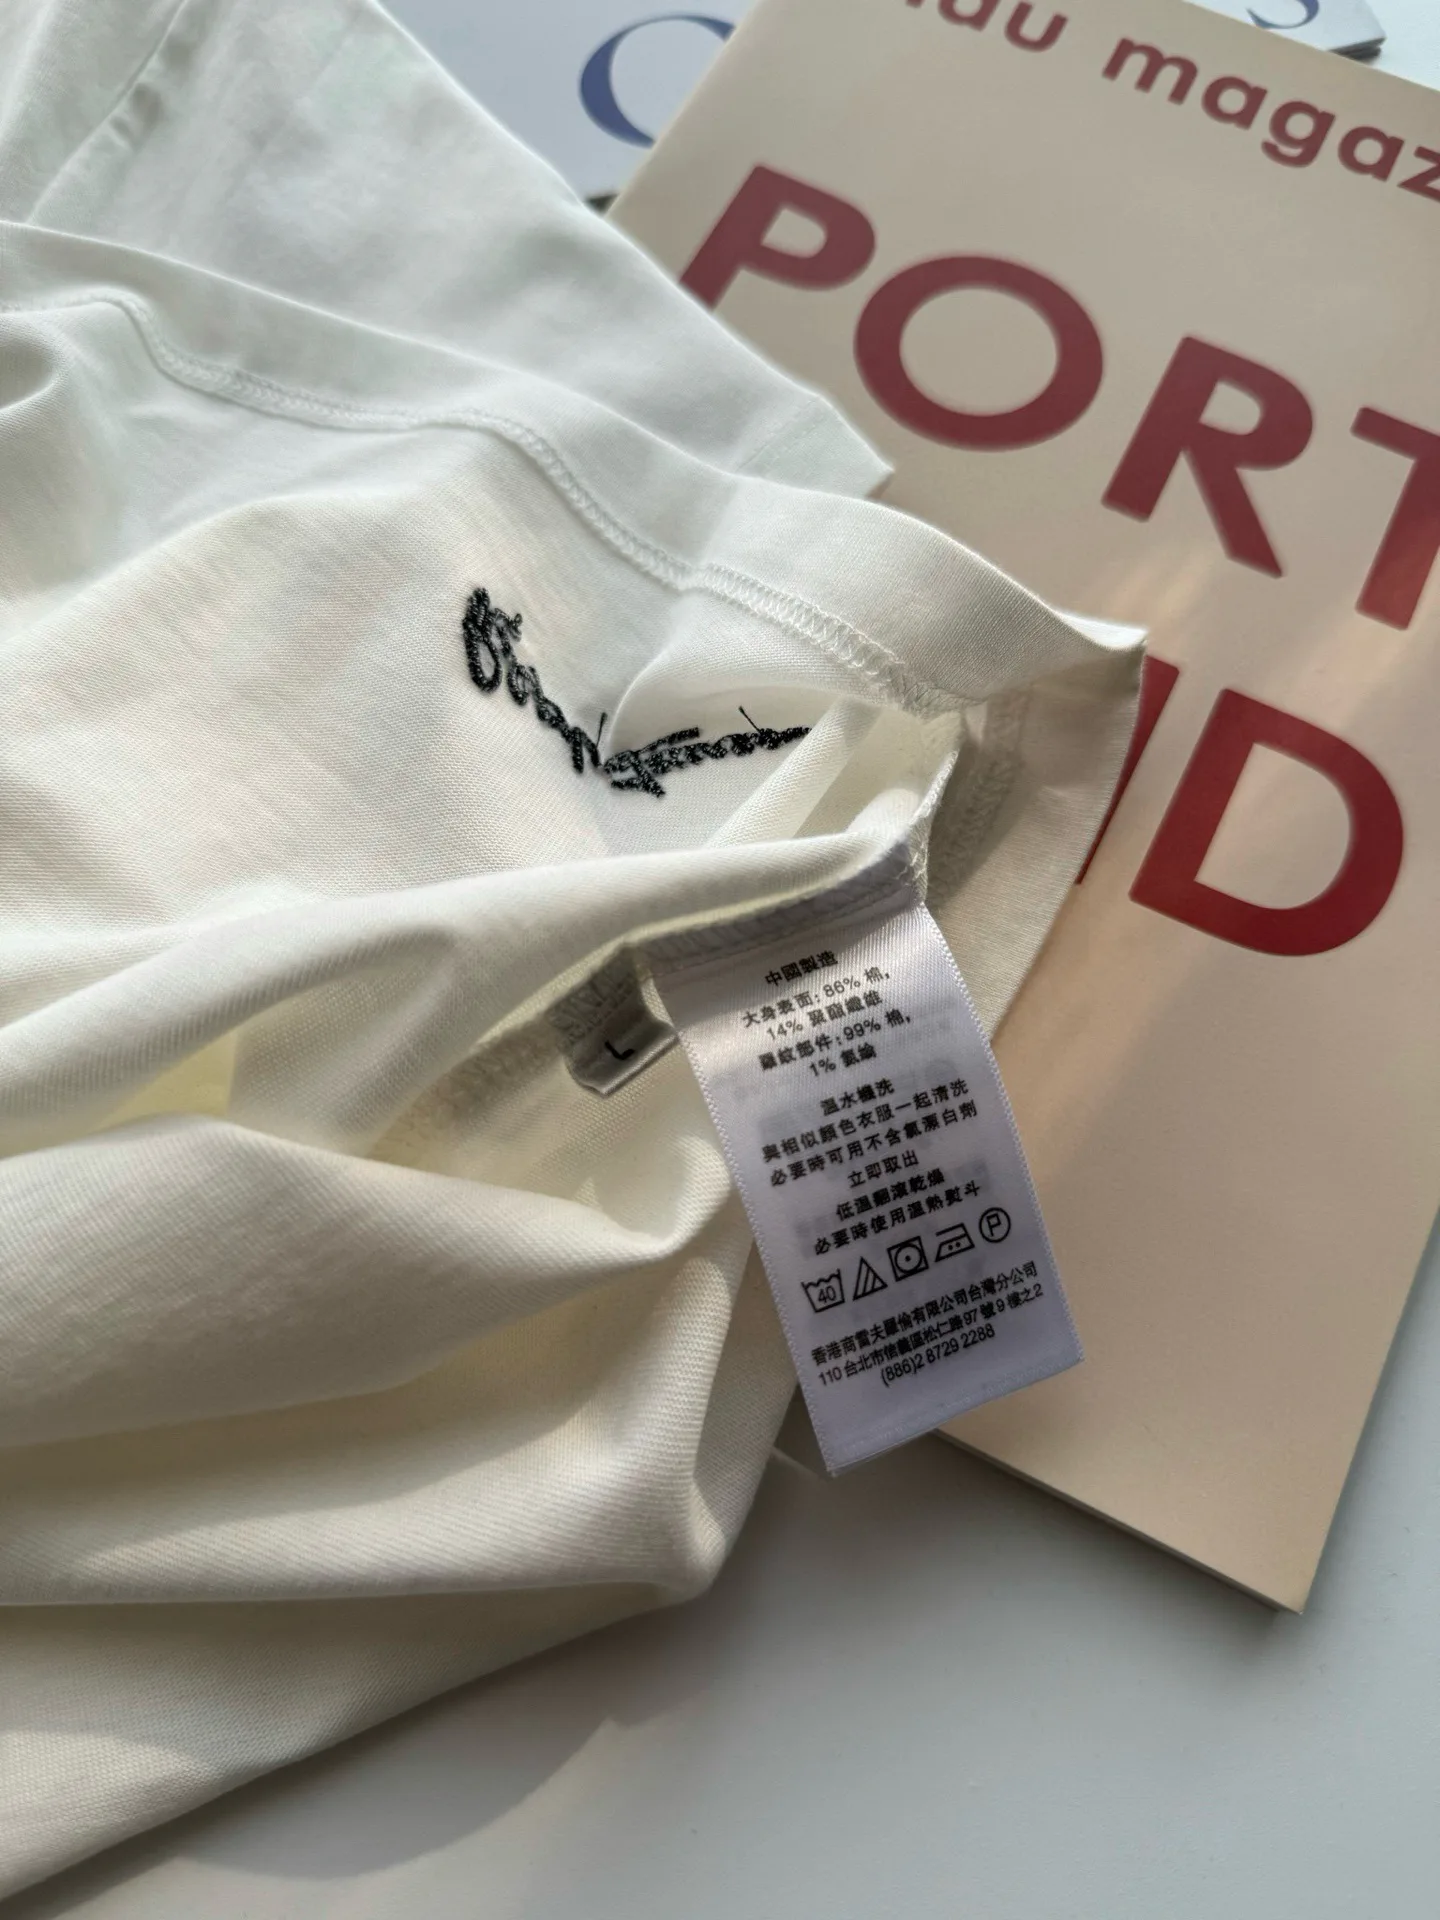 magaz
PORT
ND
L
中國製造
大身表面: 86% 棉,
14% 聚酯纖維
羅紋部件: 99% 棉,
1% 氨綸
溫水機洗
與相似顏色衣服一起清洗
必要時可用不含氯漂白劑
立即取出
低溫翻滾乾燥
必要時使用溫熱熨斗
40
P
香港商雷夫羅倫有限公司台灣分公司
110 台北市信義區松仁路97號9樓之2
(886)2 8729 2288